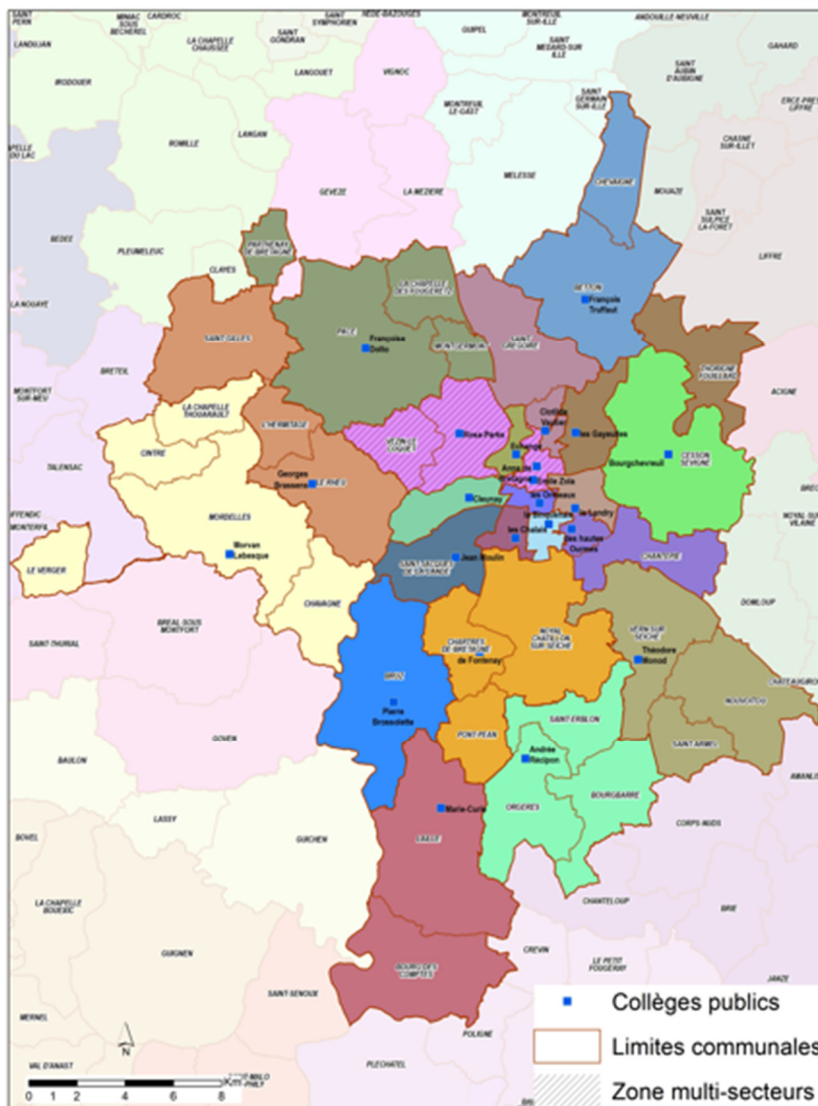 SAINT PERN
MINIAC SOUS BECHEREL
CARDROC
LA CHAPELLE CHAUSSEE
SAINT GONDRAN
SAINT SYMPHORIEN
HEDE-BAZOUGES
GUIPEL
MONTREUIL SUR ILLE
SAINT MEDARD SUR ILLE
ANDOUILLE-NEUVILLE
GAHARD
LANDUJAN
IRODOUER
LANGOUET
VIGNOC
SAINT AUBIN D'AUBIGNE
ROMILLE
LANGAN
MONTREUIL LE-GAST
SAINT GERMAIN SUR-ILLE
CHASNE SUR-ILLET
GEVEZE
LA MEZIERE
MELESSE
CHEVAIGNE
MOUAZE
SAINT SULPICE LA-FORET
BEDEE
PLEUMELEUC
CLAYES
PARTHENAY DE-BRETAGNE
LIFFRE
LA NOUAYE
LA CHAPELLE DES FOUGERETZ
BETTON
François Truffaut
SAINT-GILLES
PACE
Françoise Dolto
MONTGERMONT
SAINT GREGOIRE
THORIGNE FOUILLARD
BRETEIL
MONTFORT SUR-MEU
ACIGNE
LA CHAPELLE THOUARAULT
L'HERMITAGE
VEZIN LE COQUET
Rosa Parks
Clotilde Vautier
les Gayeulles
Echange
Bourgchevreuil
CESSON SEVIGNE
CINTRE
TALENSAC
Georges Brassens
LE RHEU
Anne de Bretagne
Emile Zola
Cleunay
les Ormeaux
le Landry
la Binquenais
les Chalais
des hautes Ourmes
NOYAL-SUR VILAINE
MORDELLES
Morvan Lebesque
LE VERGER
SAINT-JACQUES DE-LA-LANDE
Jean Moulin
CHANTEPIE
CHAVAGNE
DOMLOUP
BREAL SOUS MONTFORT
SAINT-THURIAL
CHARTRES DE-BRETAGNE
de Fontenay
NOYAL CHATILLON SUR SEICHE
VERN-SUR SEICHE
Théodore Monod
CHATEAUGIRON
NOUVOITOU
BRUZ
Pierre Brossolette
SAINT-ERBLON
GOVEN
PONT-PEAN
SAINT-ARMEL
Andrée Récipon
BAULON
ORGERES
BOURGBARRE
LASSY
Marie-Curie
LAILLE
GUICHEN
CORPS-NUDS
BOVEL
CHANTELOUP
BRIE
LA CHAPELLE BOUEXIC
GUIGNEN
BOURG DES COMPTES
CREVIN
LE PETIT FOUGERAY
JANZE
SAINT-SENOUX
MERNEL
POLIGNE
VAL D'ANAST
PLECHATEL
N
0 1 2 4 6 8
Collèges publics
Limites communales
Zone multi-secteurs